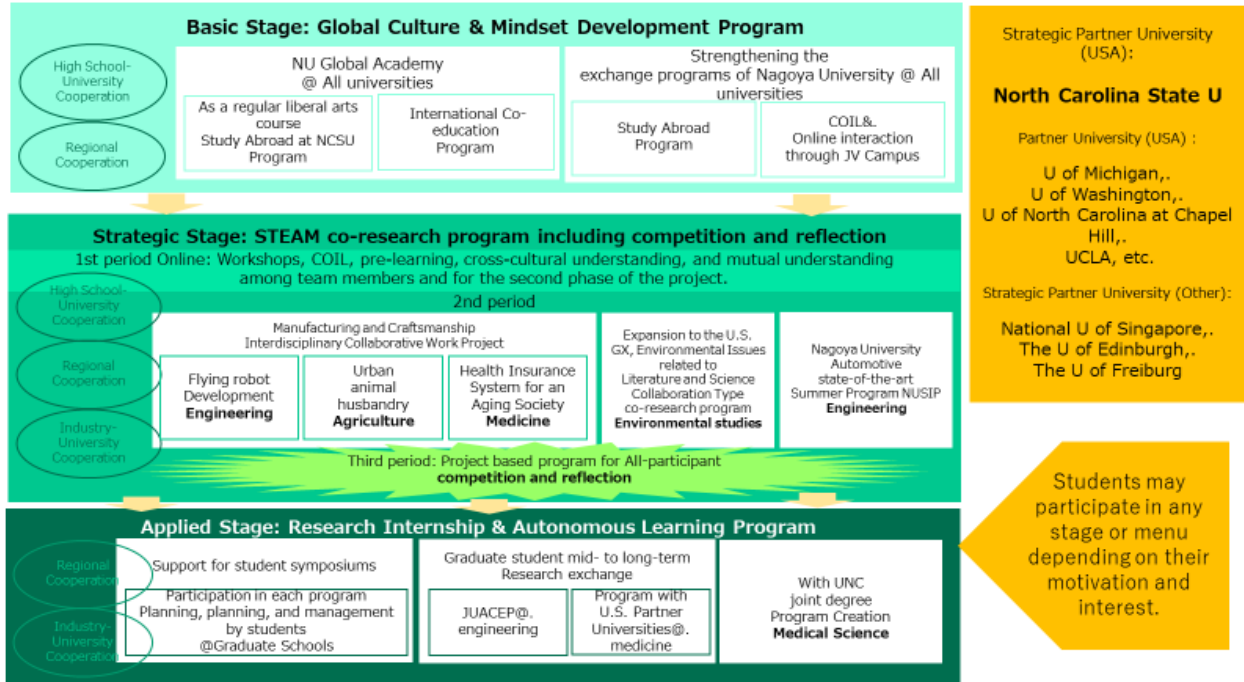 Basic Stage: Global Culture & Mindset Development Program
High School-
University
Cooperation
Regional
Cooperation
NU Global Academy
@ All universities
As a regular liberal arts
course
Study Abroad at NCSU
Program
International Co-
education
Program
Strengthening the
exchange programs of Nagoya University @ All
universities
Study Abroad
Program
COIL&.
Online interaction
through JV Campus
Strategic Stage: STEAM co-research program including competition and reflection
1st period Online: Workshops, COIL, pre-learning, cross-cultural understanding, and mutual understanding
among team members and for the second phase of the project.
High School-
University
Cooperation
Regional
Cooperation
Industry-
University
Cooperation
2nd period
Manufacturing and Craftsmanship
Interdisciplinary Collaborative Work Project
Flying robot
Development
Engineering
Urban
animal
husbandry
Agriculture
Health Insurance
System for an
Aging Society
Medicine
Expansion to the U.S.
GX, Environmental Issues
related to
Literature and Science
Collaboration Type
co-research program
Environmental studies
Nagoya University
Automotive
state-of-the-art
Summer Program NUSIP
Engineering
Third period: Project based program for All-participant
competition and reflection
Applied Stage: Research Internship & Autonomous Learning Program
Regional
Cooperation
Industry-
University
Cooperation
Support for student symposiums
Participation in each program
Planning, planning, and management
by students
@Graduate Schools
Graduate student mid- to long-term
Research exchange
JUACEP@.
engineering
Program with
U.S. Partner
Universities@.
medicine
With UNC
joint degree
Program Creation
Medical Science
Strategic Partner University
(USA):
North Carolina State U
Partner University (USA) :
U of Michigan,.
U of Washington,.
U of North Carolina at Chapel
Hill,.
UCLA, etc.
Strategic Partner University (Other):
National U of Singapore,.
The U of Edinburgh,.
The U of Freiburg
Students may
participate in any
stage or menu
depending on their
motivation and
interest.